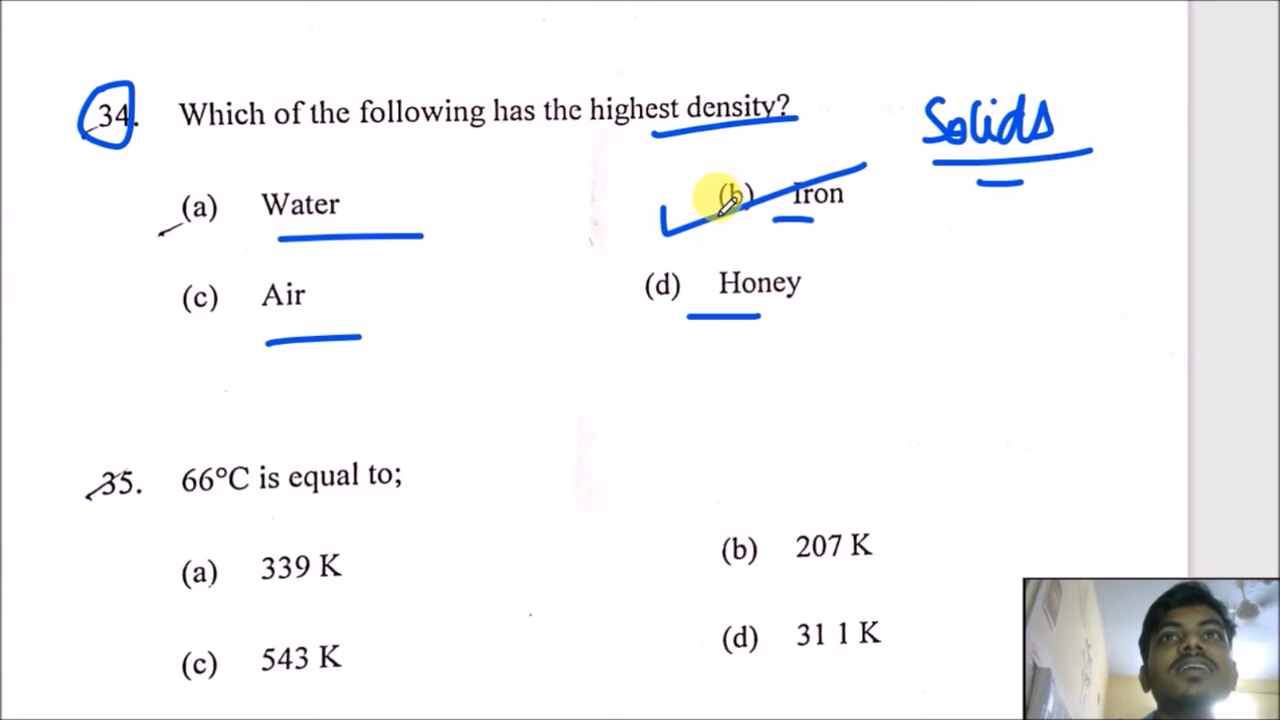 34. Which of the following has the highest density?
Solids
(a) Water
(b) Iron
(c) Air
(d) Honey
35. 66°C is equal to;
(a) 339 K
(b) 207 K
(c) 543 K
(d) 31 1 K